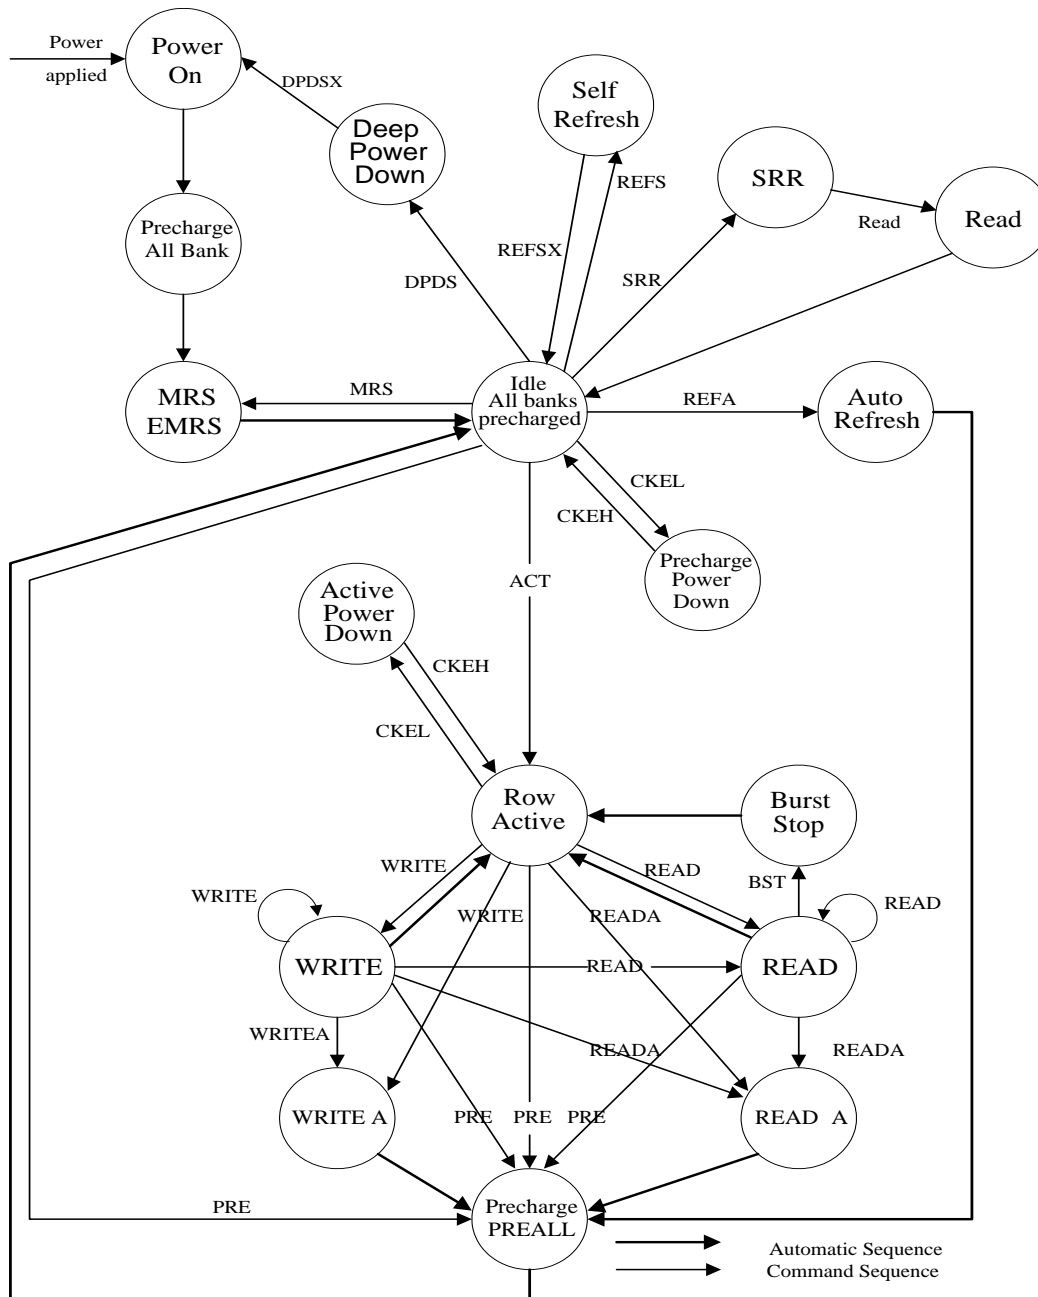 Power
applied
Power
On
DPDSX
Deep
Power
Down
Self
Refresh
REFS
SRR
Read
Read
Precharge
All Bank
REFSX
DPDS
SRR
MRS
EMRS
MRS
Idle
All banks
precharged
REFA
Auto
Refresh
CKEL
CKEH
Precharge
Power
Down
ACT
Active
Power
Down
CKEH
CKEL
Row
Active
Burst
Stop
WRITE
READ
BST
WRITE
WRITE
READA
READ
WRITE
READ
READ
WRITEA
READA
READA
WRITE A
PRE
PRE
PRE
READ A
PRE
Precharge
PREALL
Automatic Sequence
Command Sequence